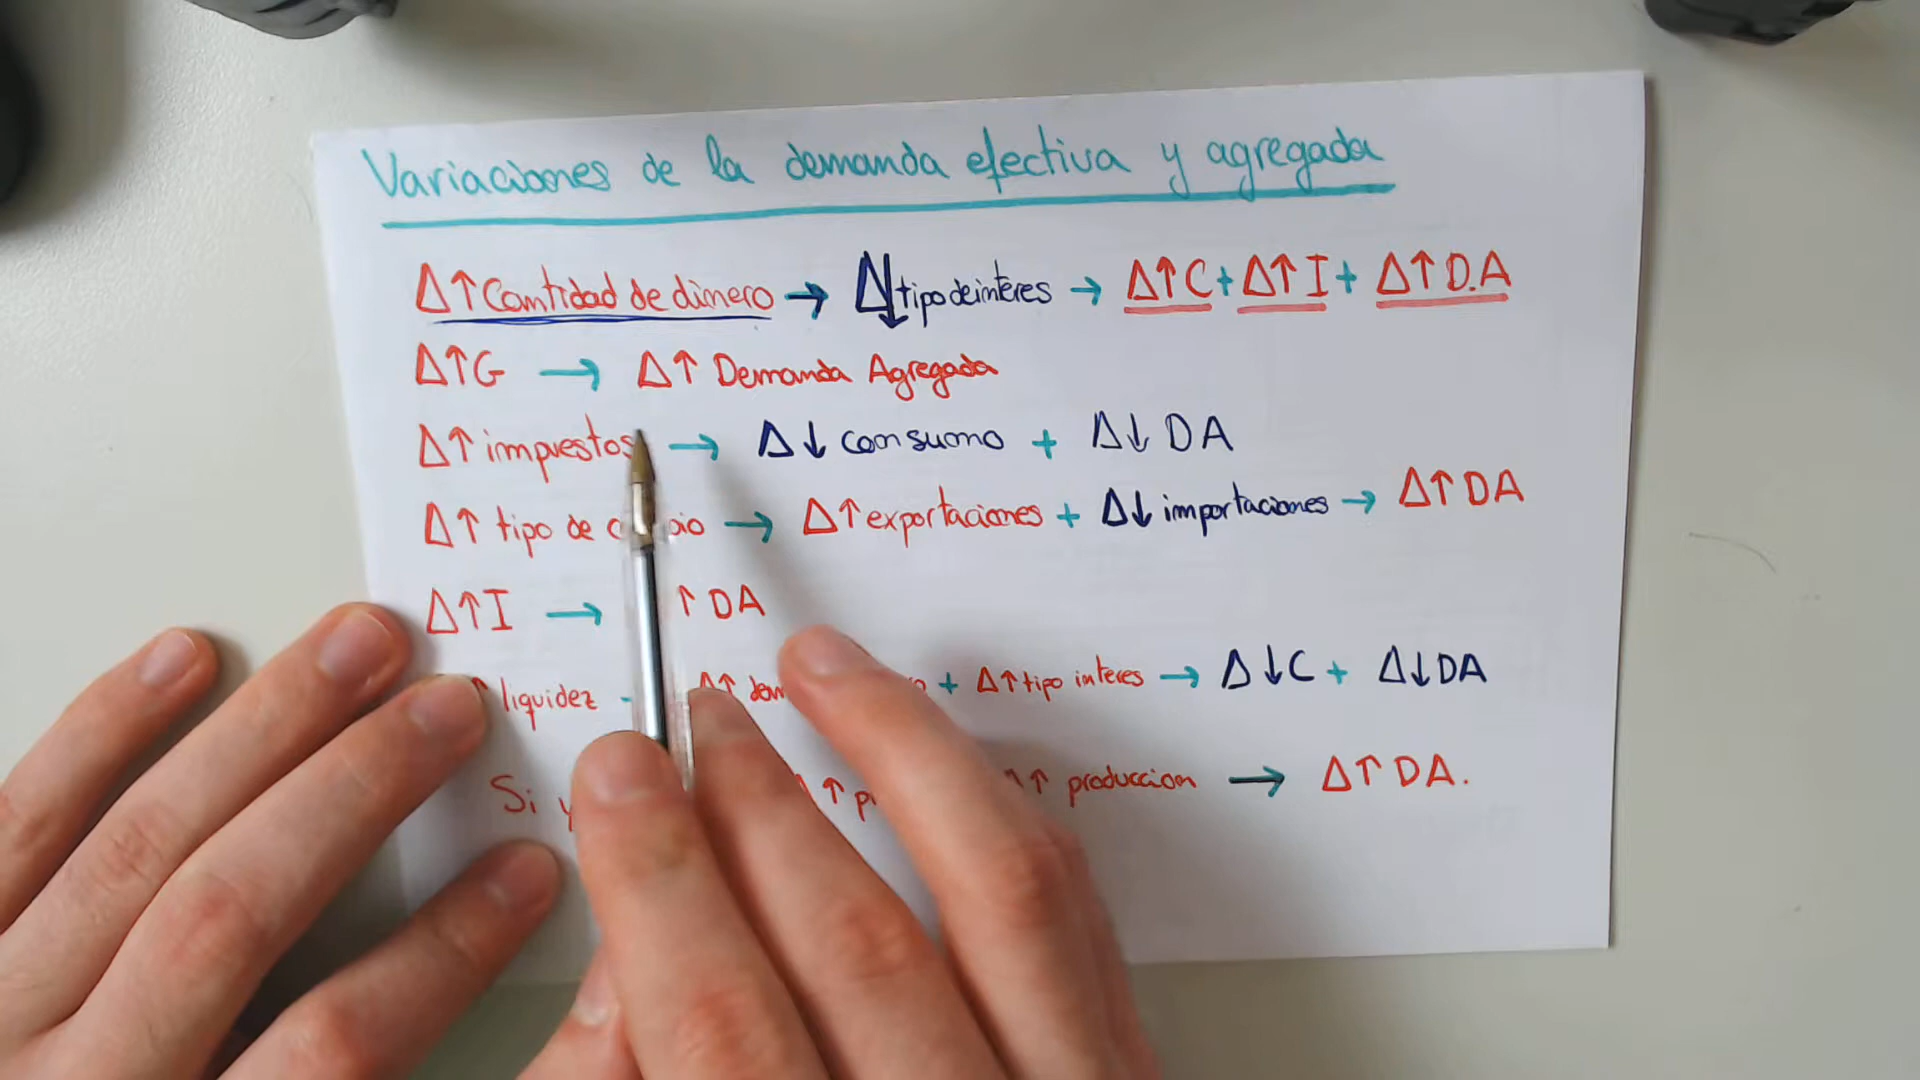 Variaciones de la demanda efectiva y agregada
Δ↑ Cantidad de dinero → Δ↓ tipo de interes → Δ↑C + Δ↑I + Δ↑D.A
Δ↑G → Δ↑ Demanda Agregada
Δ↑ impuestos → Δ↓ consumo + Δ↓ DA
Δ↑ tipo de → Δ↑ exportaciones + Δ↓ importaciones → Δ↑ DA
Δ↑I → ↑ DA
↑ liquidez Δ↑ + Δ↑ tipo interes → Δ↓C + Δ↓DA
Si ↑ ↑ produccion → Δ↑ DA.